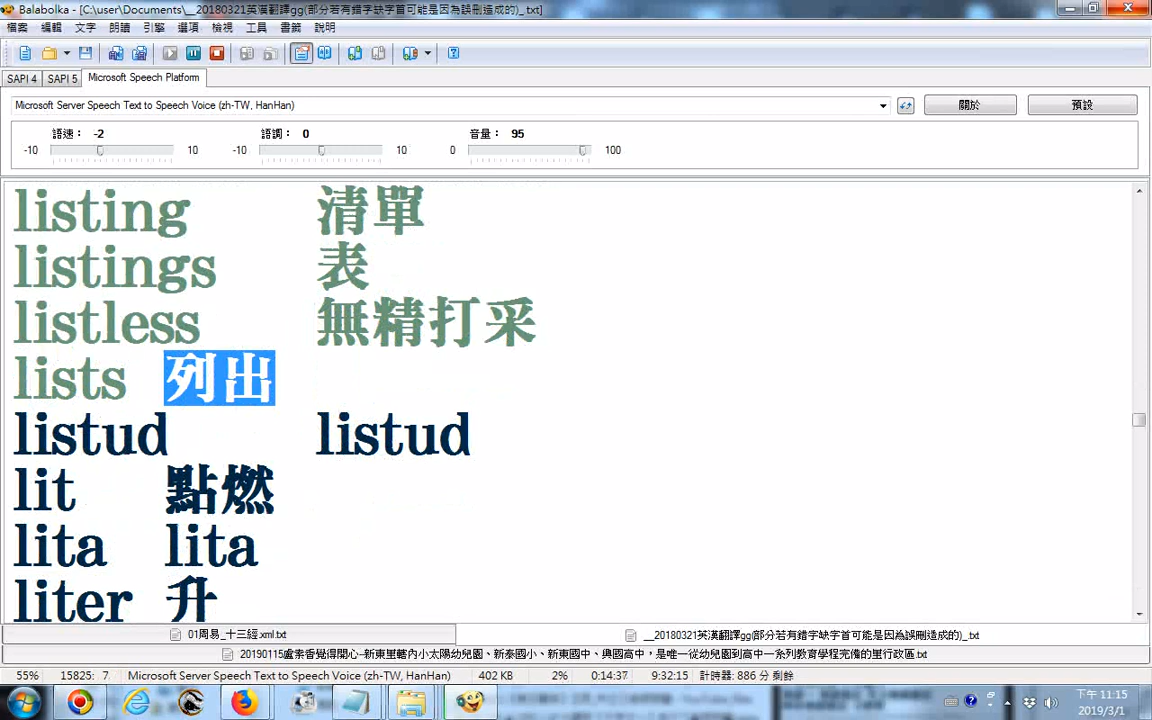 Balabolka - [C:\user\Documents\__20180321英漢翻譯gg(部分若有錯字缺字首可能是因為誤刪造成的)_.txt]
檔案 編輯 文字 朗讀 引擎 選項 檢視 工具 書籤 說明
SAPI 4 SAPI 5 Microsoft Speech Platform
Microsoft Server Speech Text to Speech Voice (zh-TW, HanHan) 關於 預設
語速： -2 語調： 0 音量： 95
-10 10 -10 10 0 100
listing 清單
listings 表
listless 無精打采
lists 列出
listud listud
lit 點燃
lita lita
liter 升
01周易_十三經.xml.txt __20180321英漢翻譯gg(部分若有錯字缺字首可能是因為誤刪造成的)_.txt
20190115盧素香覺得開心-新東里轄內小太陽幼兒園、新泰國小、新東國中、興國高中，是唯一從幼兒園到高中一系列教育學程完備的里行政區.txt
55% 15825: 7 Microsoft Server Speech Text to Speech Voice (zh-TW, HanHan) 402 KB 2% 0:14:37 9:32:15 計時器: 886 分 剩餘
下午 11:15
2019/3/1